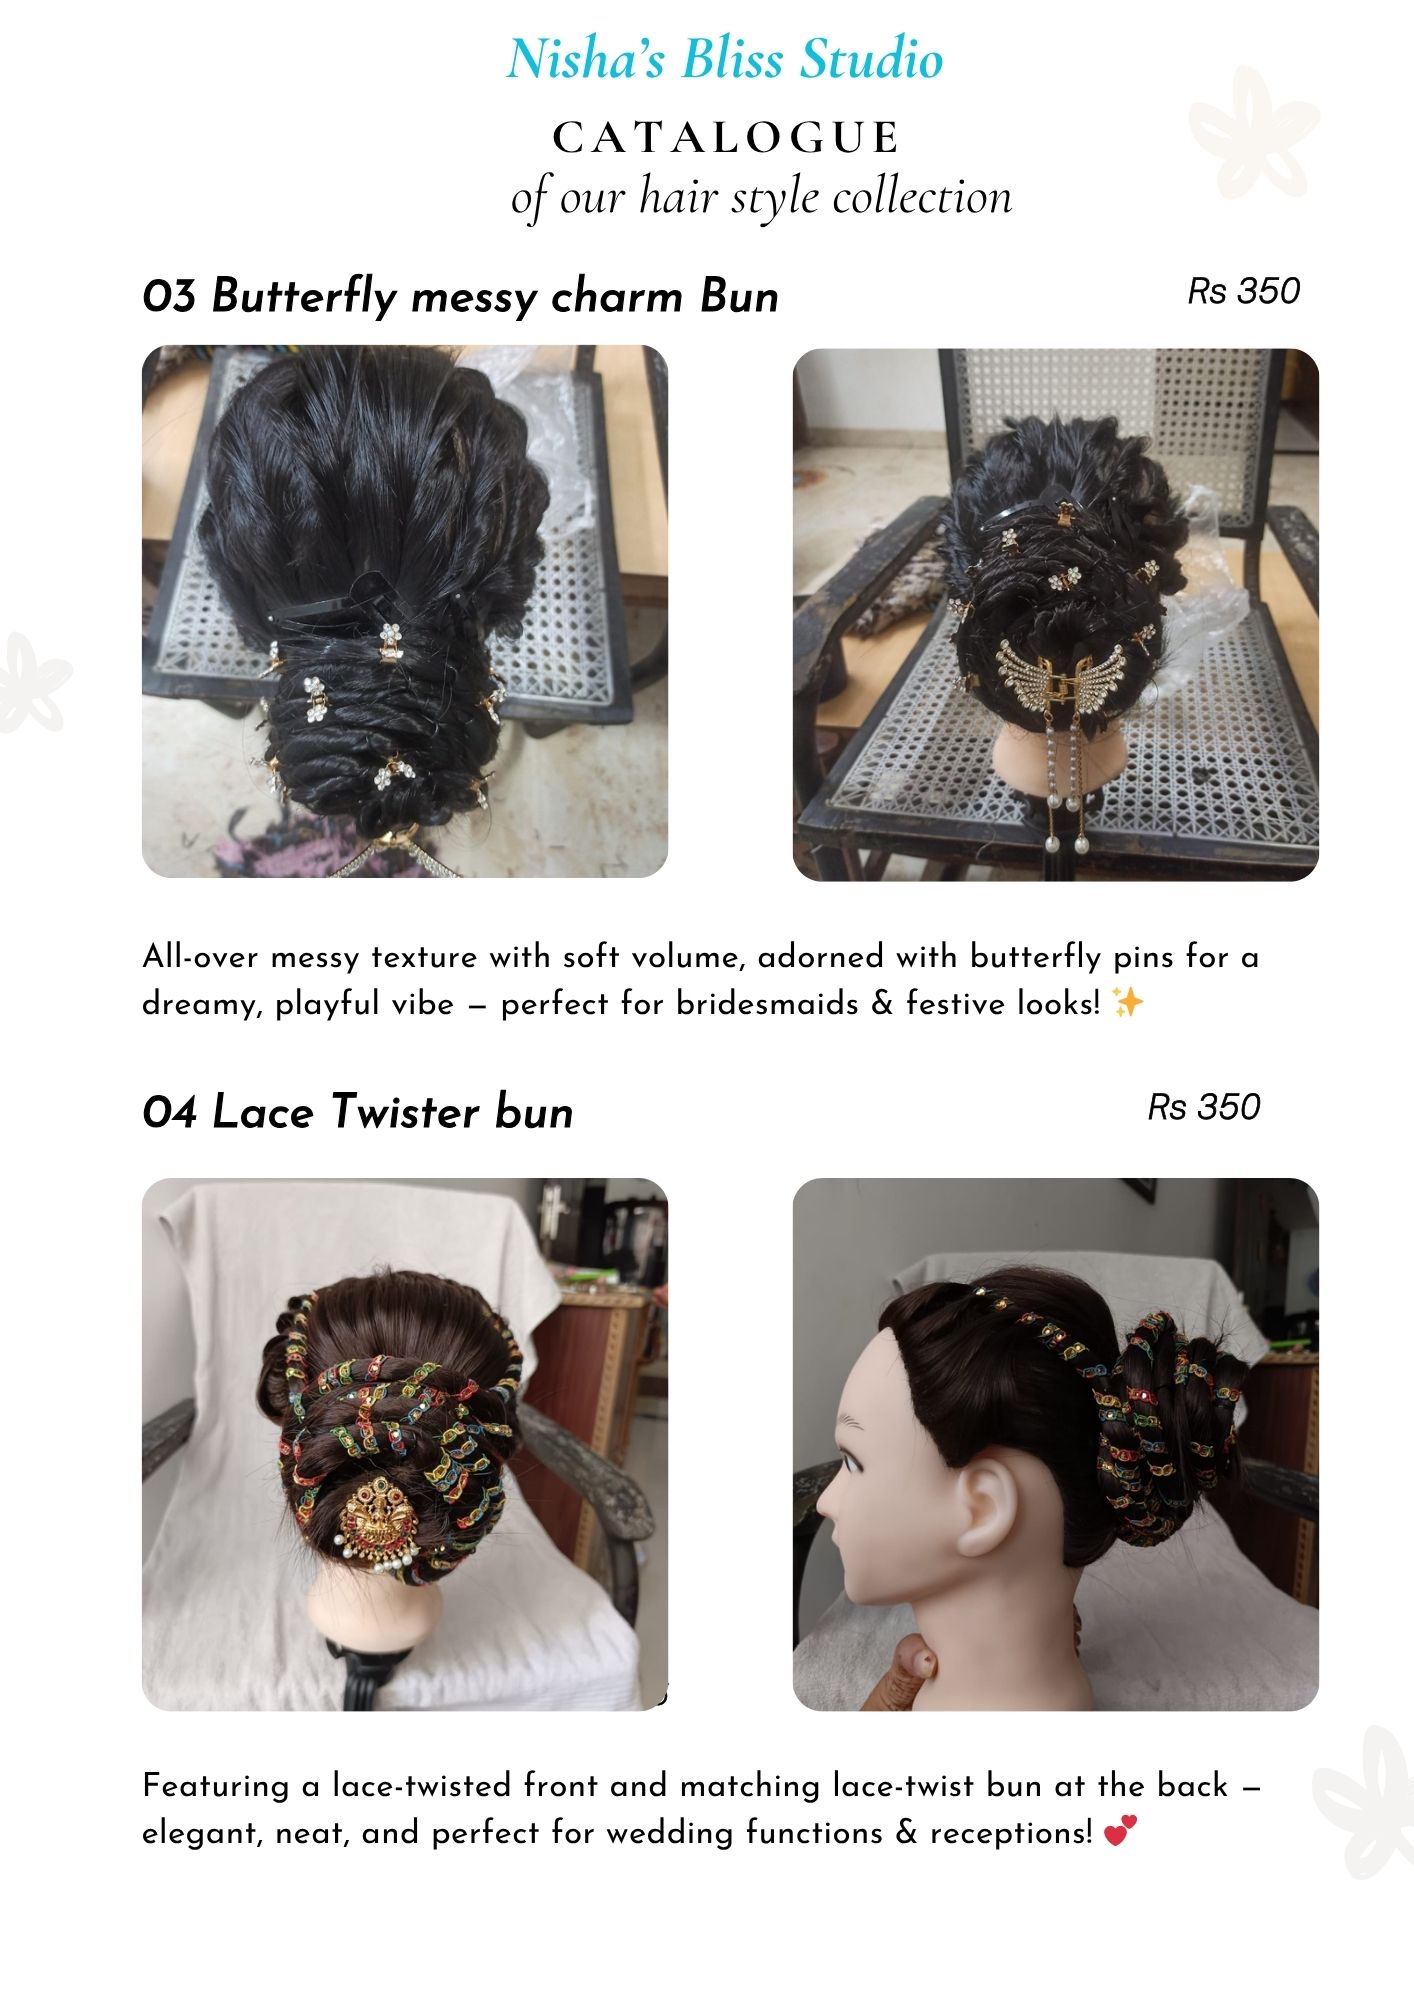 Nisha’s Bliss Studio
CATALOGUE
of our hair style collection
03 Butterfly messy charm Bun
Rs 350
All-over messy texture with soft volume, adorned with butterfly pins for a
dreamy, playful vibe – perfect for bridesmaids & festive looks! ✨
04 Lace Twister bun
Rs 350
Featuring a lace-twisted front and matching lace-twist bun at the back –
elegant, neat, and perfect for wedding functions & receptions! 💕